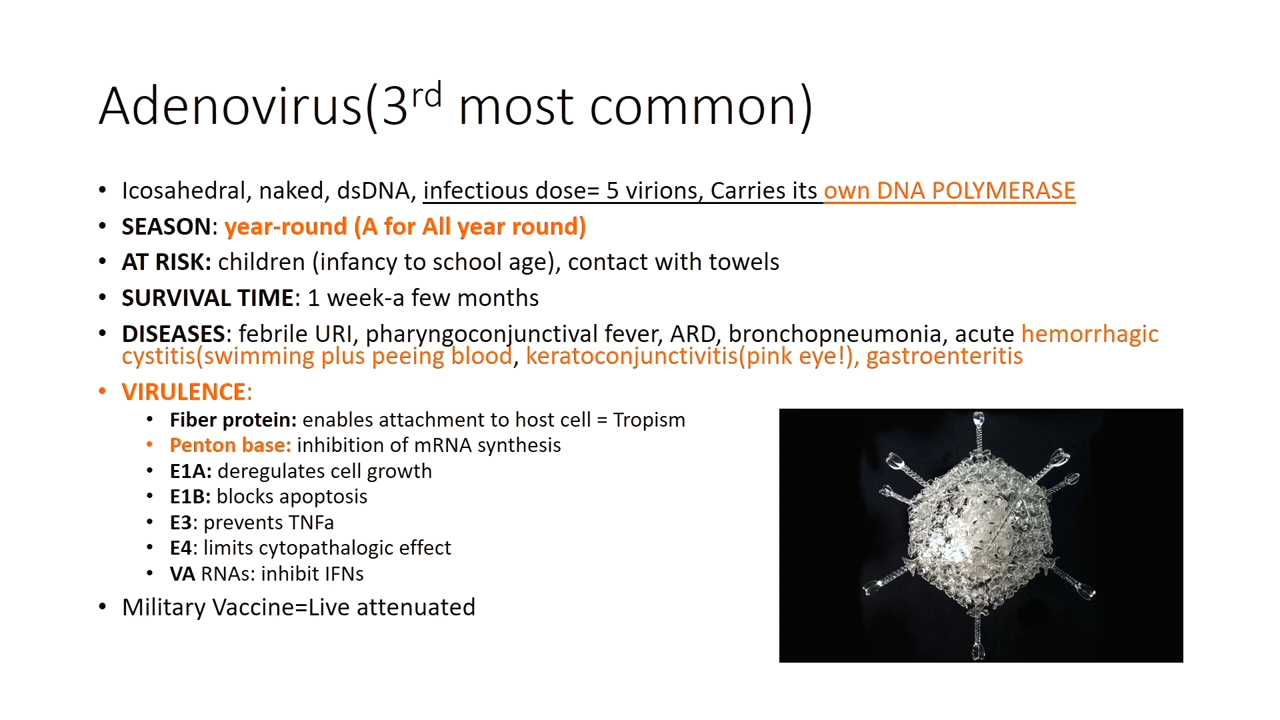 Adenovirus(3rd most common)
• Icosahedral, naked, dsDNA, infectious dose= 5 virions, Carries its own DNA POLYMERASE
• SEASON: year-round (A for All year round)
• AT RISK: children (infancy to school age), contact with towels
• SURVIVAL TIME: 1 week-a few months
• DISEASES: febrile URI, pharyngoconjunctival fever, ARD, bronchopneumonia, acute hemorrhagic
cystitis(swimming plus peeing blood, keratoconjunctivitis(pink eye!), gastroenteritis
• VIRULENCE:
• Fiber protein: enables attachment to host cell = Tropism
• Penton base: inhibition of mRNA synthesis
• E1A: deregulates cell growth
• E1B: blocks apoptosis
• E3: prevents TNFa
• E4: limits cytopathalogic effect
• VA RNAs: inhibit IFNs
• Military Vaccine=Live attenuated